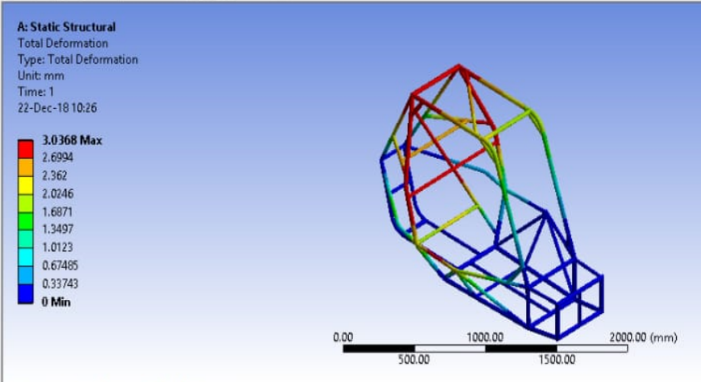 A: Static Structural
Total Deformation
Type: Total Deformation
Unit: mm
Time: 1
22-Dec-18 10:26
3.0368 Max
2.6994
2.362
2.0246
1.6871
1.3497
1.0123
0.67485
0.33743
0 Min
0.00 1000.00 2000.00 (mm)
500.00 1500.00